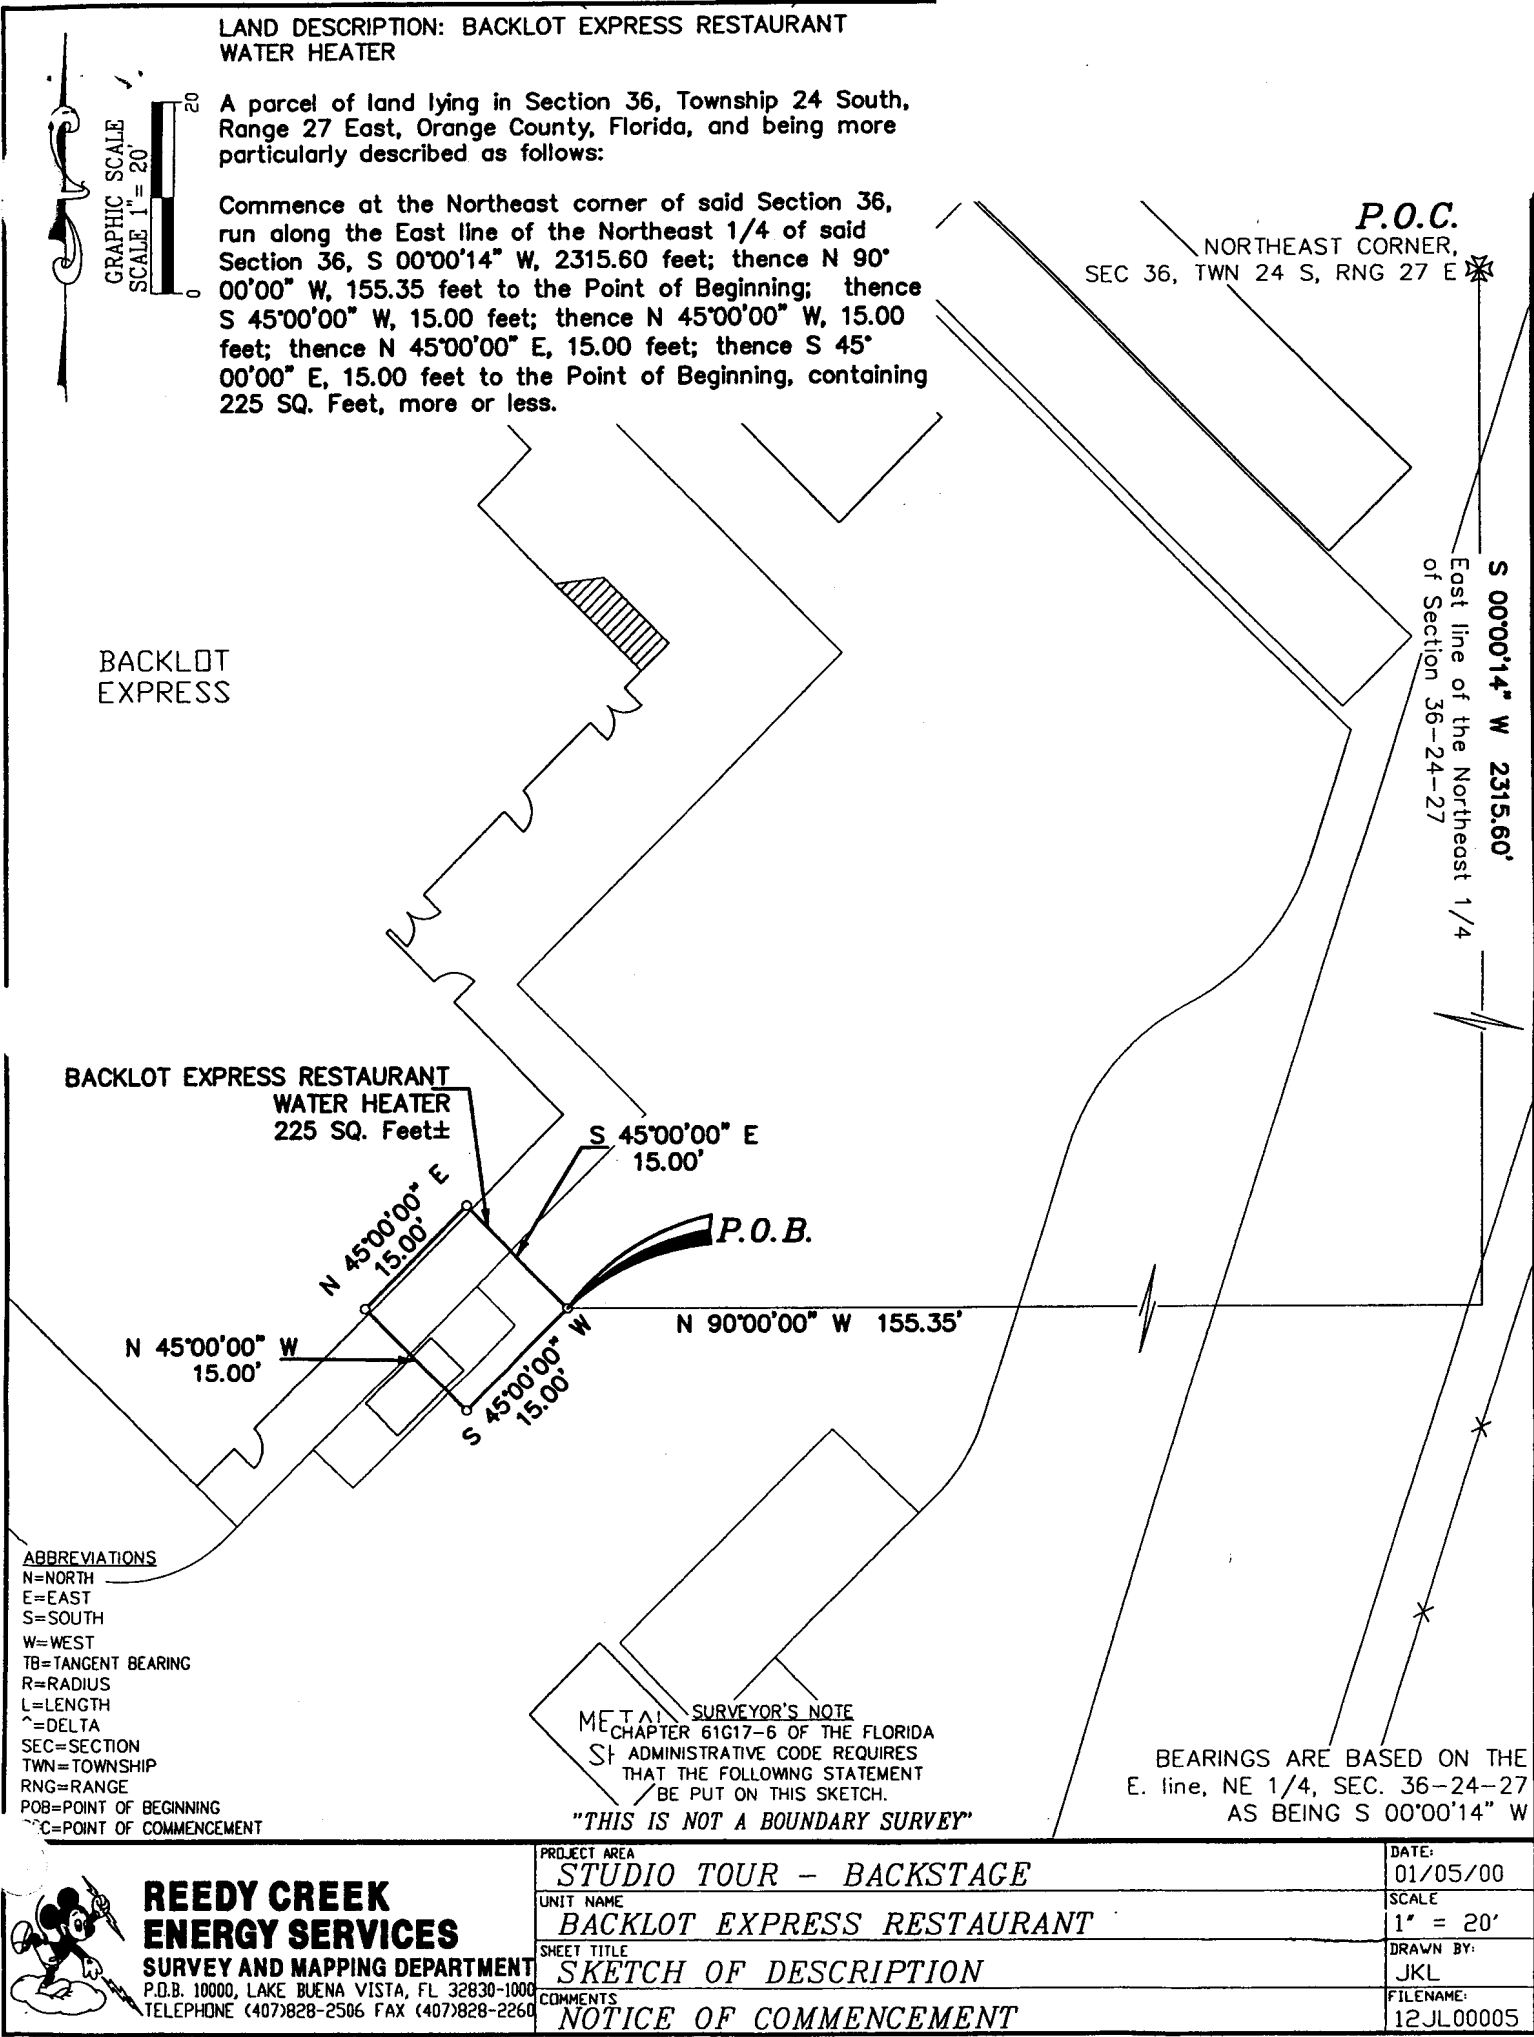 LAND DESCRIPTION: BACKLOT EXPRESS RESTAURANT
WATER HEATER
A parcel of land lying in Section 36, Township 24 South,
Range 27 East, Orange County, Florida, and being more
particularly described as follows:
Commence at the Northeast corner of said Section 36,
run along the East line of the Northeast 1/4 of said
Section 36, S 00°00'14" W, 2315.60 feet; thence N 90°
00'00" W, 155.35 feet to the Point of Beginning; thence
S 45°00'00" W, 15.00 feet; thence N 45°00'00" W, 15.00
feet; thence N 45°00'00" E, 15.00 feet; thence S 45°
00'00" E, 15.00 feet to the Point of Beginning, containing
225 SQ. Feet, more or less.
GRAPHIC SCALE
SCALE 1"= 20'
20
0
P.O.C.
NORTHEAST CORNER,
SEC 36, TWN 24 S, RNG 27 E
S 00°00'14" W 2315.60'
East line of the Northeast 1/4
of Section 36-24-27
BACKLOT
EXPRESS
BACKLOT EXPRESS RESTAURANT
WATER HEATER
225 SQ. Feet±
S 45°00'00" E
15.00'
N 45°00'00" E
15.00'
P.O.B.
N 90°00'00" W 155.35'
N 45°00'00" W
15.00'
S 45°00'00" W
15.00'
ABBREVIATIONS
N=NORTH
E=EAST
S=SOUTH
W=WEST
TB=TANGENT BEARING
R=RADIUS
L=LENGTH
^=DELTA
SEC=SECTION
TWN=TOWNSHIP
RNG=RANGE
POB=POINT OF BEGINNING
C=POINT OF COMMENCEMENT
METAL
SURVEYOR'S NOTE
CHAPTER 61G17-6 OF THE FLORIDA
ADMINISTRATIVE CODE REQUIRES
THAT THE FOLLOWING STATEMENT
BE PUT ON THIS SKETCH.
"THIS IS NOT A BOUNDARY SURVEY"
BEARINGS ARE BASED ON THE
E. line, NE 1/4, SEC. 36-24-27
AS BEING S 00°00'14" W
REEDY CREEK
ENERGY SERVICES
SURVEY AND MAPPING DEPARTMENT
P.O.B. 10000, LAKE BUENA VISTA, FL 32830-1000
TELEPHONE (407)828-2506 FAX (407)828-2260
PROJECT AREA
STUDIO TOUR - BACKSTAGE
UNIT NAME
BACKLOT EXPRESS RESTAURANT
SHEET TITLE
SKETCH OF DESCRIPTION
COMMENTS
NOTICE OF COMMENCEMENT
DATE:
01/05/00
SCALE
1" = 20'
DRAWN BY:
JKL
FILENAME:
12JL00005